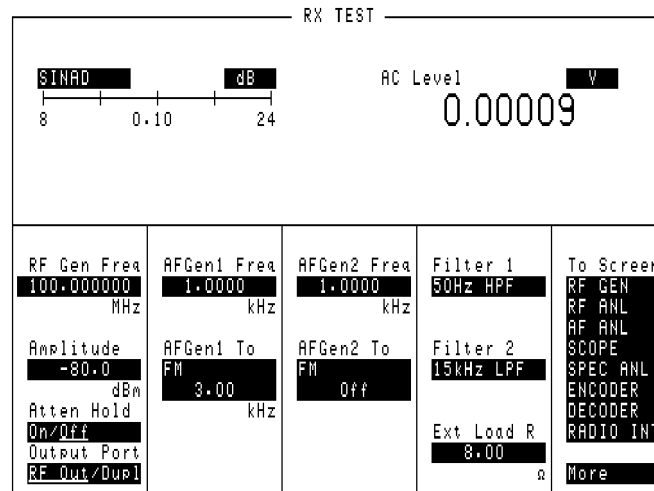 RX TEST
SINAD dB
8 0.10 24
AC Level V
0.00009
RF Gen Freq
100.000000
MHz
Amplitude
-80.0
dBm
Atten Hold
On/Off
Output Port
RF Out/Dupl
AFGen1 Freq
1.0000
kHz
AFGen1 To
FM
3.00
kHz
AFGen2 Freq
1.0000
kHz
AFGen2 To
FM
Off
Filter 1
50Hz HPF
Filter 2
15kHz LPF
Ext Load R
8.00
Ω
To Screen
RF GEN
RF ANL
AF ANL
SCOPE
SPEC ANL
ENCODER
DECODER
RADIO INT
More